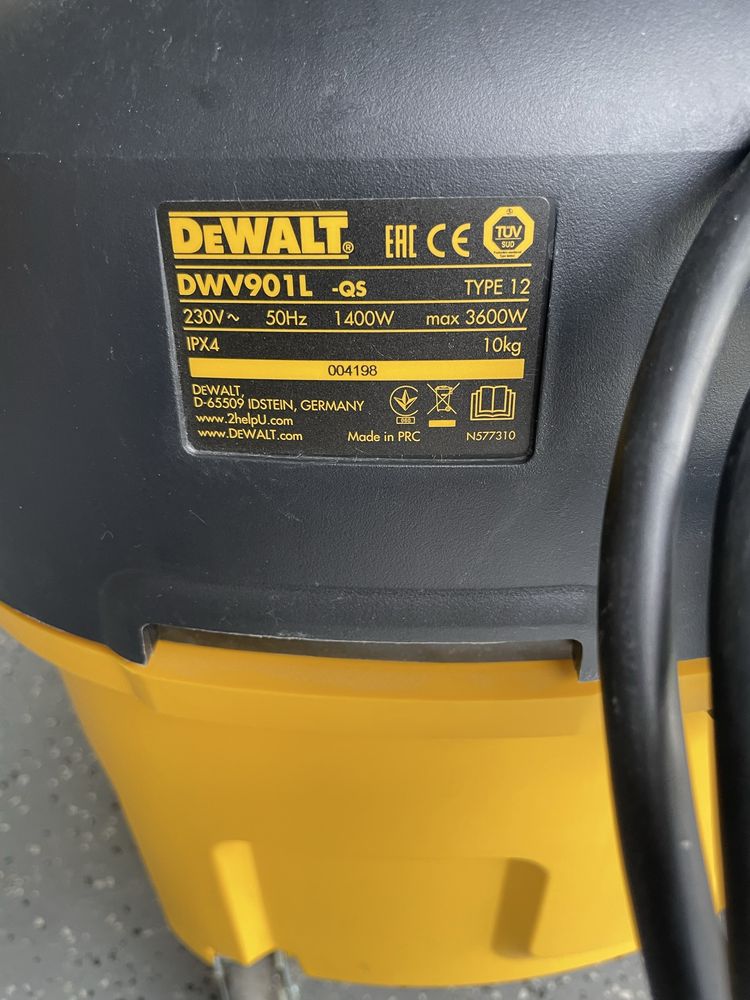 DEWALT®
EAC CE TÜV SUD
DWV901L -QS TYPE 12
230V~ 50Hz 1400W max 3600W
IPX4 10kg
004198
DEWALT,
D-65509 IDSTEIN, GERMANY
www.2helpU.com
www.DEWALT.com Made in PRC N577310